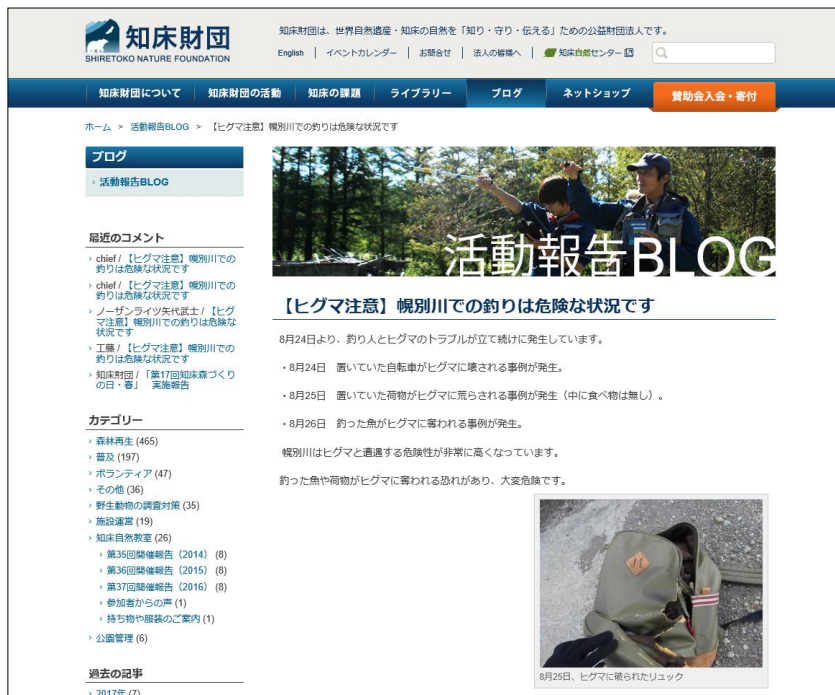 知床財団
SHIRETOKO NATURE FOUNDATION
知床財団は、世界自然遺産・知床の自然を「知り・守り・伝える」ための公益財団法人です。
English | イベントカレンダー | お問合せ | 法人の皆様へ | 知床自然センター
知床財団について 知床財団の活動 知床の課題 ライブラリー ブログ ネットショップ 賛助会入会・寄付
ホーム > 活動報告BLOG > 【ヒグマ注意】幌別川での釣りは危険な状況です
ブログ
› 活動報告BLOG
最近のコメント
› chief / 【ヒグマ注意】幌別川での
釣りは危険な状況です
› chief / 【ヒグマ注意】幌別川での
釣りは危険な状況です
› ノーザンライツ矢代武士 / 【ヒグ
マ注意】幌別川での釣りは危険な
状況です
› 工藤 / 【ヒグマ注意】幌別川での
釣りは危険な状況です
› 知床財団 / 「第17回知床森づくり
の日・春」 実施報告
カテゴリー
› 森林再生 (465)
› 普及 (197)
› ボランティア (47)
› その他 (36)
› 野生動物の調査対策 (35)
› 施設運営 (19)
› 知床自然教室 (26)
› 第35回開催報告（2014） (8)
› 第36回開催報告（2015） (8)
› 第37回開催報告（2016） (8)
› 参加者からの声 (1)
› 持ち物や服装のご案内 (1)
› 公園管理 (6)
過去の記事
› 2017年 (7)
活動報告BLOG
【ヒグマ注意】幌別川での釣りは危険な状況です
8月24日より、釣り人とヒグマのトラブルが立て続けに発生しています。
・8月24日 置いていた自転車がヒグマに壊される事例が発生。
・8月25日 置いていた荷物がヒグマに荒らされる事例が発生（中に食べ物は無し）。
・8月26日 釣った魚がヒグマに奪われる事例が発生。
幌別川はヒグマと遭遇する危険性が非常に高くなっています。
釣った魚や荷物がヒグマに奪われる恐れがあり、大変危険です。
8月25日、ヒグマに破られたリュック